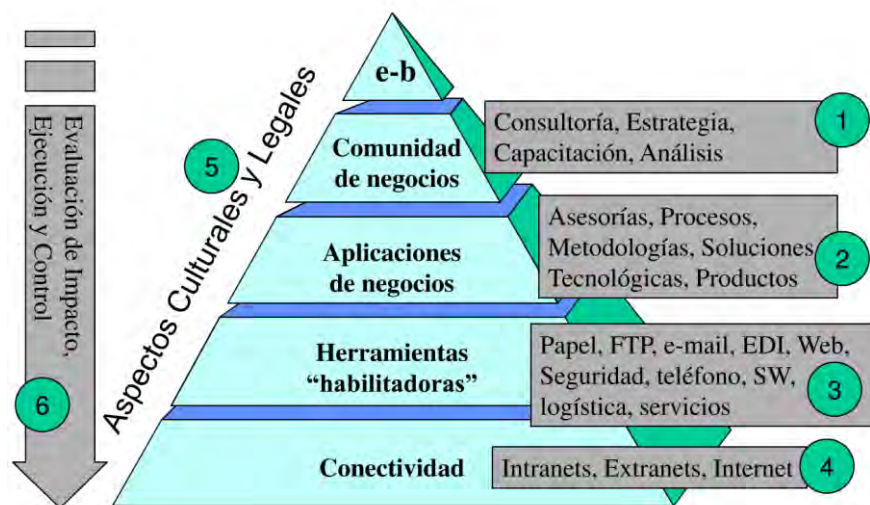 e-b
Comunidad
de negocios
Consultoría, Estrategia,
Capacitación, Análisis
1
Aplicaciones
de negocios
Asesorías, Procesos,
Metodologías, Soluciones
Tecnológicas, Productos
2
Herramientas
“habilitadoras”
Papel, FTP, e-mail, EDI, Web,
Seguridad, teléfono, SW,
logística, servicios
3
Conectividad
Intranets, Extranets, Internet
4
Aspectos Culturales y Legales
5
Evaluación de Impacto,
Ejecución y Control
6